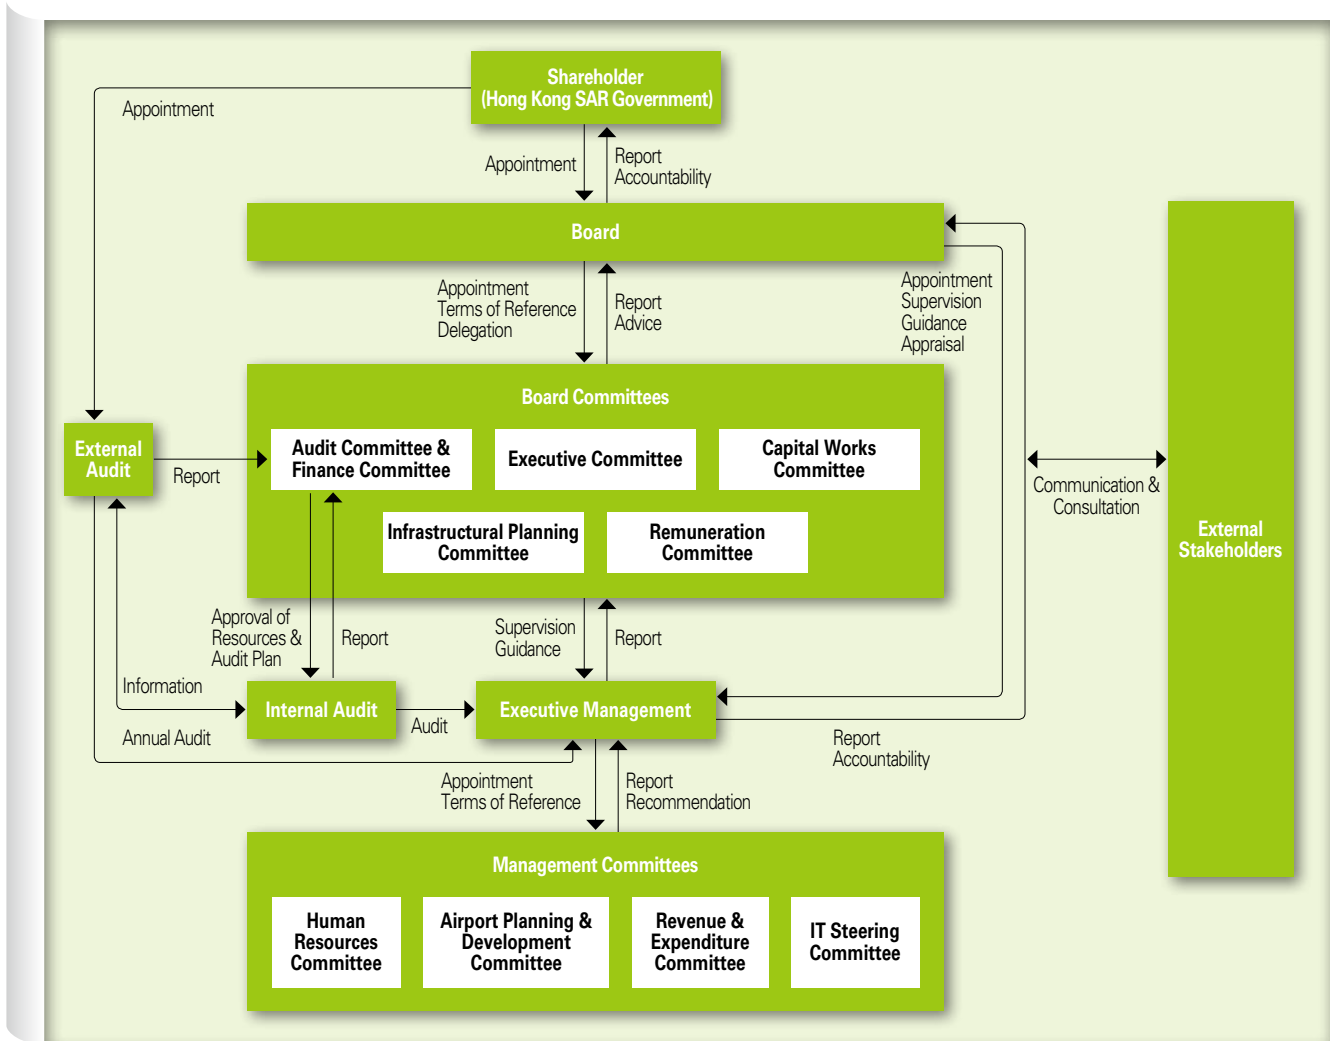 Shareholder
(Hong Kong SAR Government)
Appointment
Appointment
Report
Accountability
Board
Appointment
Terms of Reference
Delegation
Report
Advice
Appointment
Supervision
Guidance
Appraisal
Board Committees
External
Audit
Report
Audit Committee &
Finance Committee
Executive Committee
Capital Works
Committee
Infrastructural Planning
Committee
Remuneration
Committee
Communication &
Consultation
External
Stakeholders
Approval of
Resources &
Audit Plan
Report
Supervision
Guidance
Report
Information
Internal Audit
Audit
Executive Management
Annual Audit
Report
Accountability
Appointment
Terms of Reference
Report
Recommendation
Management Committees
Human
Resources
Committee
Airport Planning &
Development
Committee
Revenue &
Expenditure
Committee
IT Steering
Committee